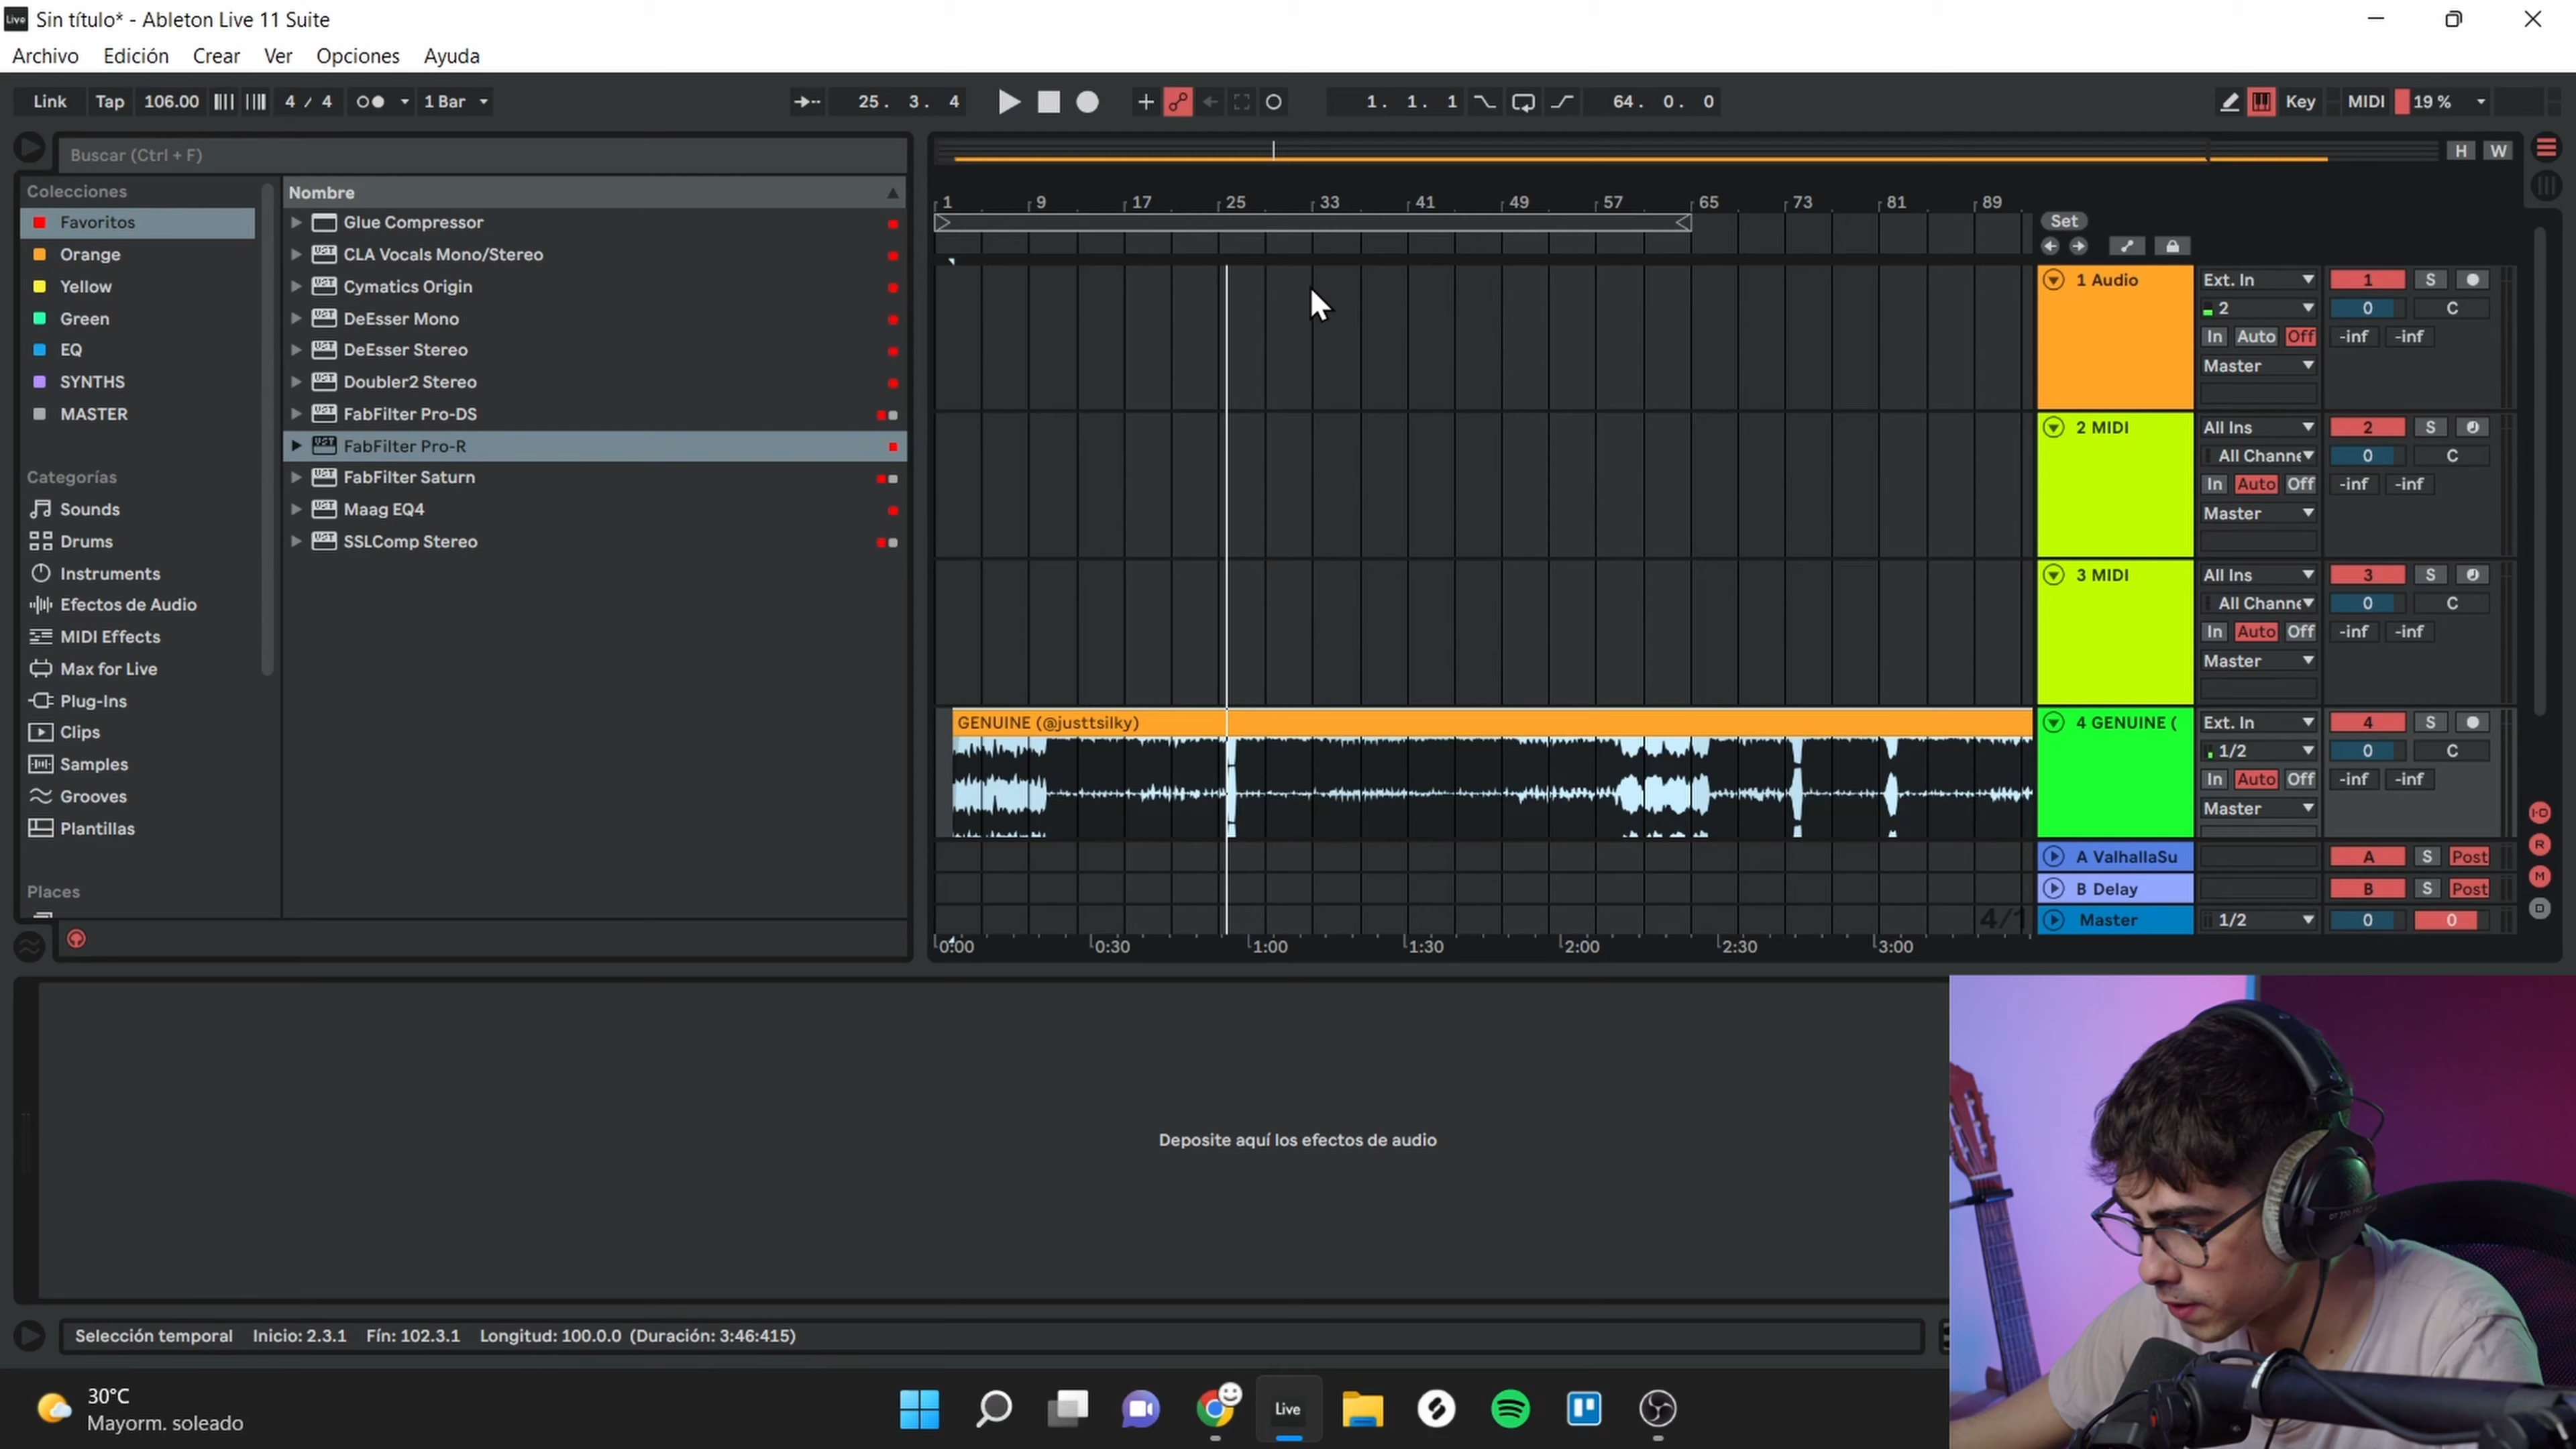 Sin título* - Ableton Live 11 Suite
Archivo Edición Crear Ver Opciones Ayuda
Link Tap 106.00 4 / 4 1 Bar 25. 3. 4 1. 1. 1 64. 0. 0 Key MIDI 19 %
Buscar (Ctrl + F)
H W
Colecciones
Favoritos
Orange
Yellow
Green
EQ
SYNTHS
MASTER
Categorías
Sounds
Drums
Instruments
Efectos de Audio
MIDI Effects
Max for Live
Plug-Ins
Clips
Samples
Grooves
Plantillas
Places
Nombre
Glue Compressor
CLA Vocals Mono/Stereo
Cymatics Origin
DeEsser Mono
DeEsser Stereo
Doubler2 Stereo
FabFilter Pro-DS
FabFilter Pro-R
FabFilter Saturn
Maag EQ4
SSLComp Stereo
1 9 17 25 33 41 49 57 65 73 81 89
Set
1 Audio Ext. In 1 S
2 0 C
In Auto Off -inf -inf
Master
2 MIDI All Ins 2 S
All Channe 0 C
In Auto Off -inf -inf
Master
3 MIDI All Ins 3 S
All Channe 0 C
In Auto Off -inf -inf
Master
GENUINE (@justtsilky) 4 GENUINE ( Ext. In 4 S
1/2 0 C
In Auto Off -inf -inf
Master
A ValhallaSu A S Post
B Delay B S Post
4/1 Master 1/2 0 0
I-O
R
M
D
0:00 0:30 1:00 1:30 2:00 2:30 3:00
Deposite aquí los efectos de audio
Selección temporal Inicio: 2.3.1 Fín: 102.3.1 Longitud: 100.0.0 (Duración: 3:46:415)
30°C
Mayorm. soleado
Live